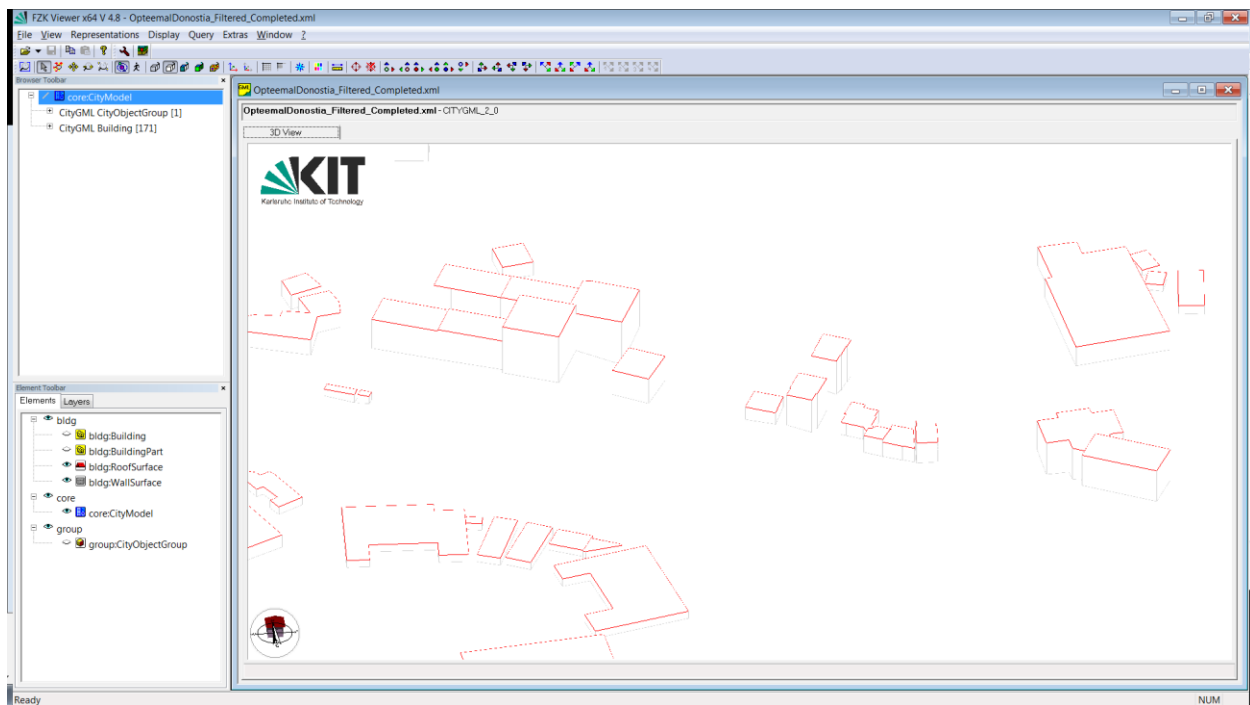 FZK Viewer x64 V 4.8 - OpteemalDonostia_Filtered_Completed.xml
File View Representations Display Query Extras Window ?
Browser Toolbar
core:CityModel
CityGML CityObjectGroup [1]
CityGML Building [171]
OpteemalDonostia_Filtered_Completed.xml
OpteemalDonostia_Filtered_Completed.xml - CITYGML_2_0
3D View
KIT
Karlsruhe Institute of Technology
Element Toolbar
Elements Layers
bldg
bldg:Building
bldg:BuildingPart
bldg:RoofSurface
bldg:WallSurface
core
core:CityModel
group
group:CityObjectGroup
Ready NUM